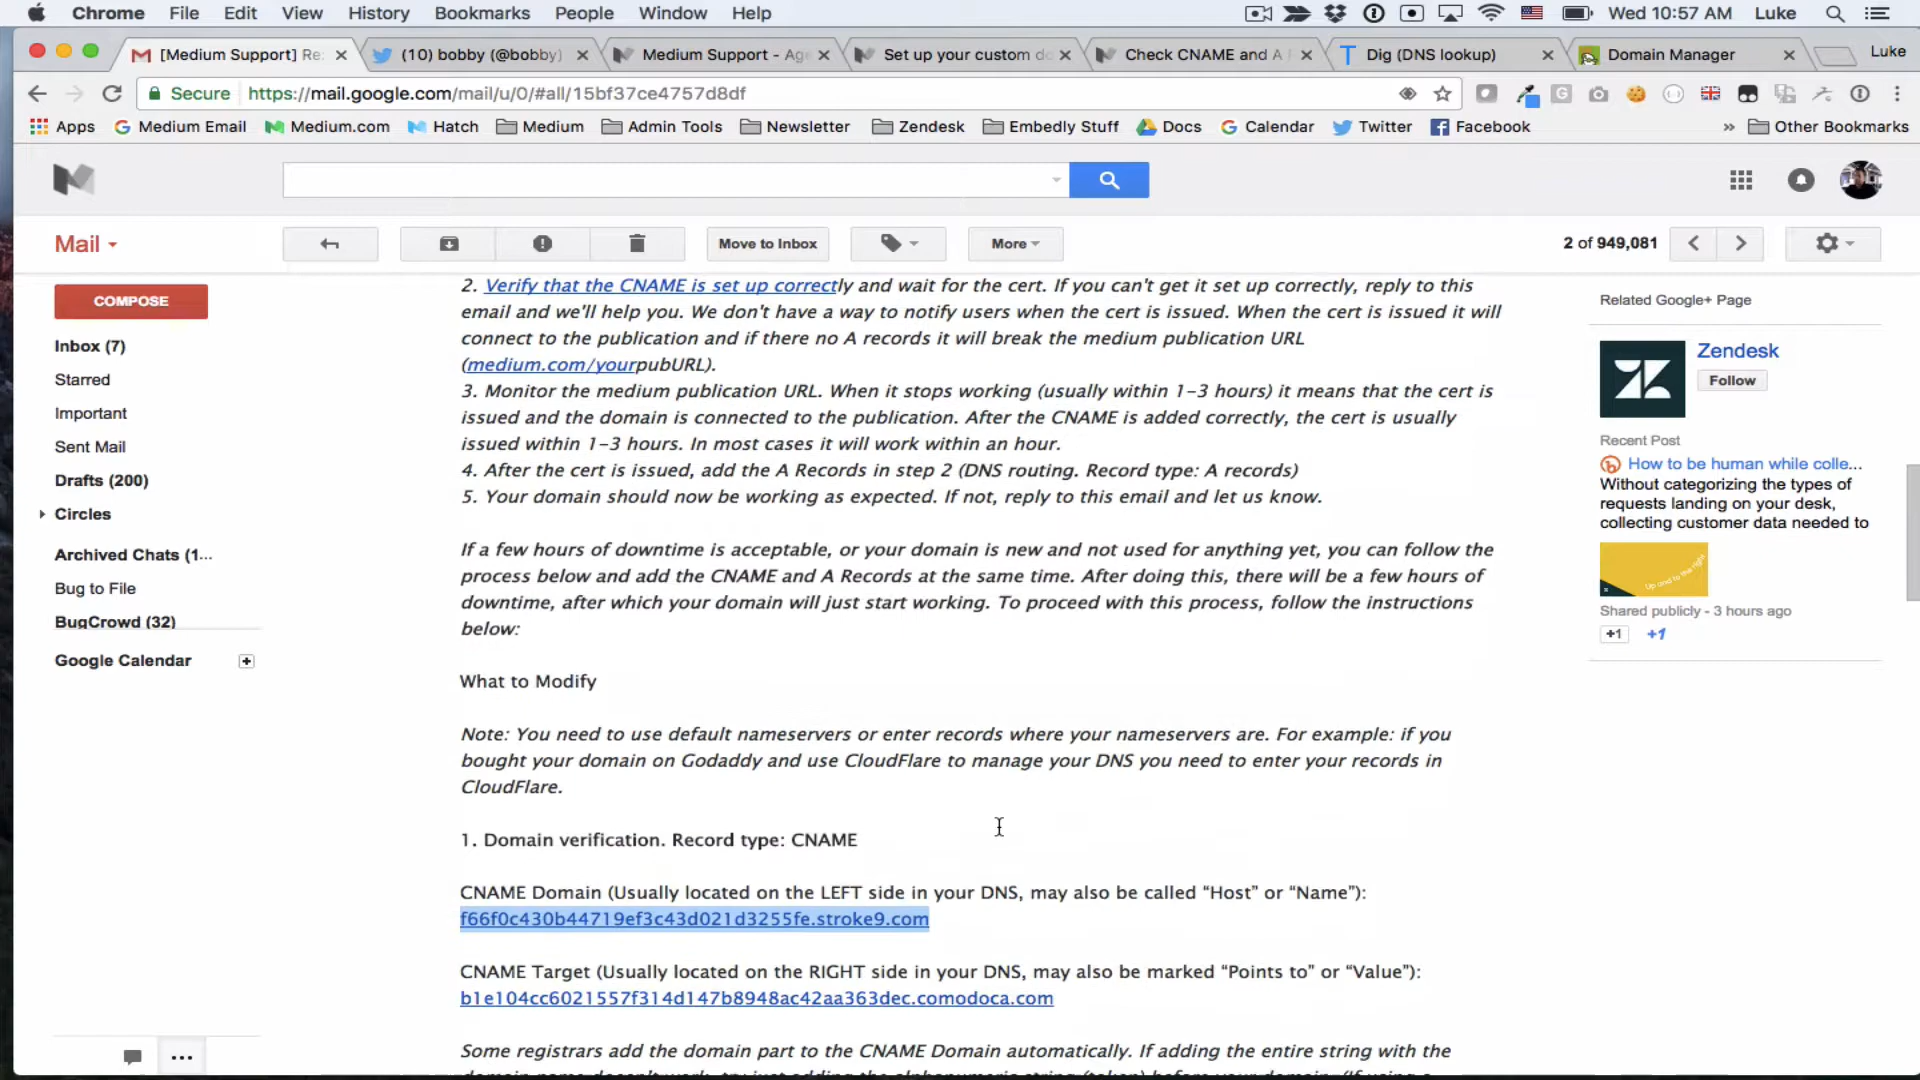 Chrome File Edit View History Bookmarks People Window Help Wed 10:57 AM Luke
[Medium Support] Re: (10) bobby (@bobby) Medium Support - Age Set up your custom do Check CNAME and A Dig (DNS lookup) Domain Manager Luke
Secure https://mail.google.com/mail/u/0/#all/15bf37ce4757d8df
Apps Medium Email Medium.com Hatch Medium Admin Tools Newsletter Zendesk Embedly Stuff Docs Calendar Twitter Facebook » Other Bookmarks
Mail Move to Inbox More 2 of 949,081
COMPOSE
Inbox (7)
Starred
Important
Sent Mail
Drafts (200)
Circles
Archived Chats (1...
Bug to File
BugCrowd (32)
Google Calendar
2. Verify that the CNAME is set up correctly and wait for the cert. If you can't get it set up correctly, reply to this
email and we'll help you. We don't have a way to notify users when the cert is issued. When the cert is issued it will
connect to the publication and if there no A records it will break the medium publication URL
(medium.com/yourpubURL).
3. Monitor the medium publication URL. When it stops working (usually within 1-3 hours) it means that the cert is
issued and the domain is connected to the publication. After the CNAME is added correctly, the cert is usually
issued within 1-3 hours. In most cases it will work within an hour.
4. After the cert is issued, add the A Records in step 2 (DNS routing. Record type: A records)
5. Your domain should now be working as expected. If not, reply to this email and let us know.
If a few hours of downtime is acceptable, or your domain is new and not used for anything yet, you can follow the
process below and add the CNAME and A Records at the same time. After doing this, there will be a few hours of
downtime, after which your domain will just start working. To proceed with this process, follow the instructions
below:
What to Modify
Note: You need to use default nameservers or enter records where your nameservers are. For example: if you
bought your domain on Godaddy and use CloudFlare to manage your DNS you need to enter your records in
CloudFlare.
1. Domain verification. Record type: CNAME
CNAME Domain (Usually located on the LEFT side in your DNS, may also be called “Host” or “Name”):
f66f0c430b44719ef3c43d021d3255fe.stroke9.com
CNAME Target (Usually located on the RIGHT side in your DNS, may also be marked “Points to” or “Value”):
b1e104cc6021557f314d147b8948ac42aa363dec.comodoca.com
Some registrars add the domain part to the CNAME Domain automatically. If adding the entire string with the
Related Google+ Page
Zendesk
Follow
Recent Post
How to be human while colle...
Without categorizing the types of
requests landing on your desk,
collecting customer data needed to
Up and to the right
Shared publicly - 3 hours ago
+1 +1